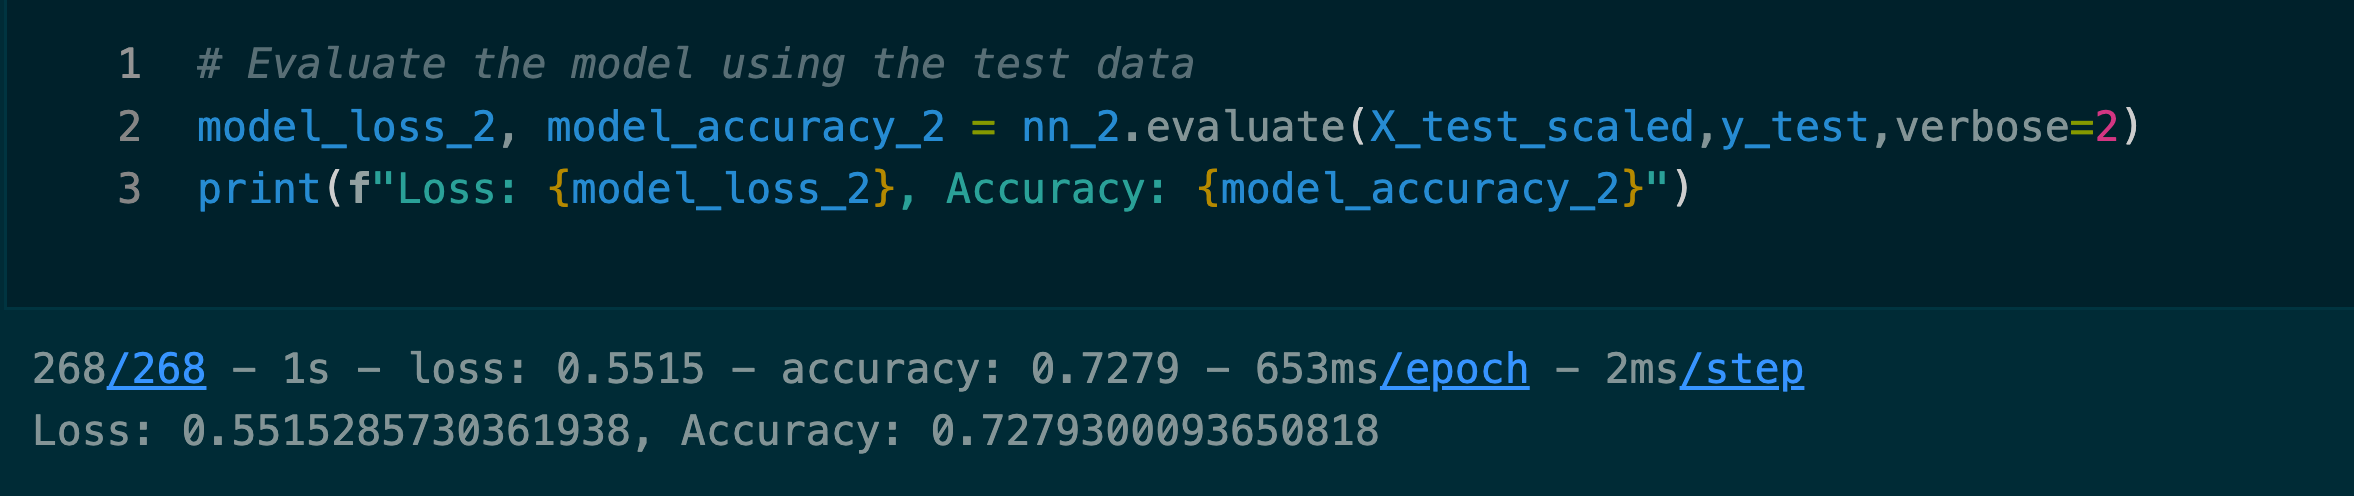 1 # Evaluate the model using the test data
2 model_loss_2, model_accuracy_2 = nn_2.evaluate(X_test_scaled,y_test,verbose=2)
3 print(f"Loss: {model_loss_2}, Accuracy: {model_accuracy_2}")
268/268 – 1s – loss: 0.5515 – accuracy: 0.7279 – 653ms/epoch – 2ms/step
Loss: 0.5515285730361938, Accuracy: 0.7279300093650818